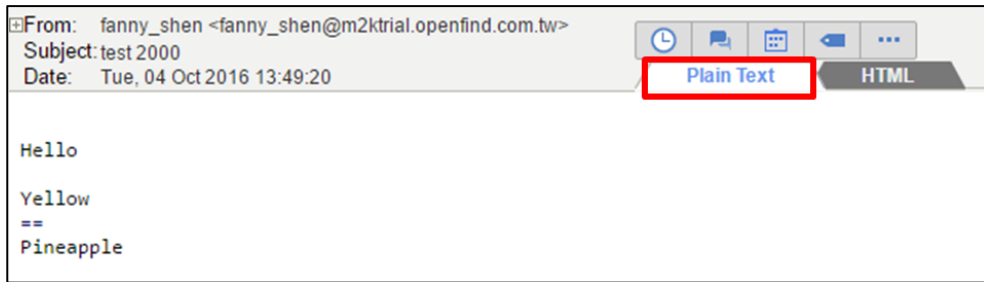 From: fanny_shen <fanny_shen@m2ktrial.openfind.com.tw>
Subject: test 2000
Date: Tue, 04 Oct 2016 13:49:20
Plain Text HTML
Hello
Yellow
==
Pineapple